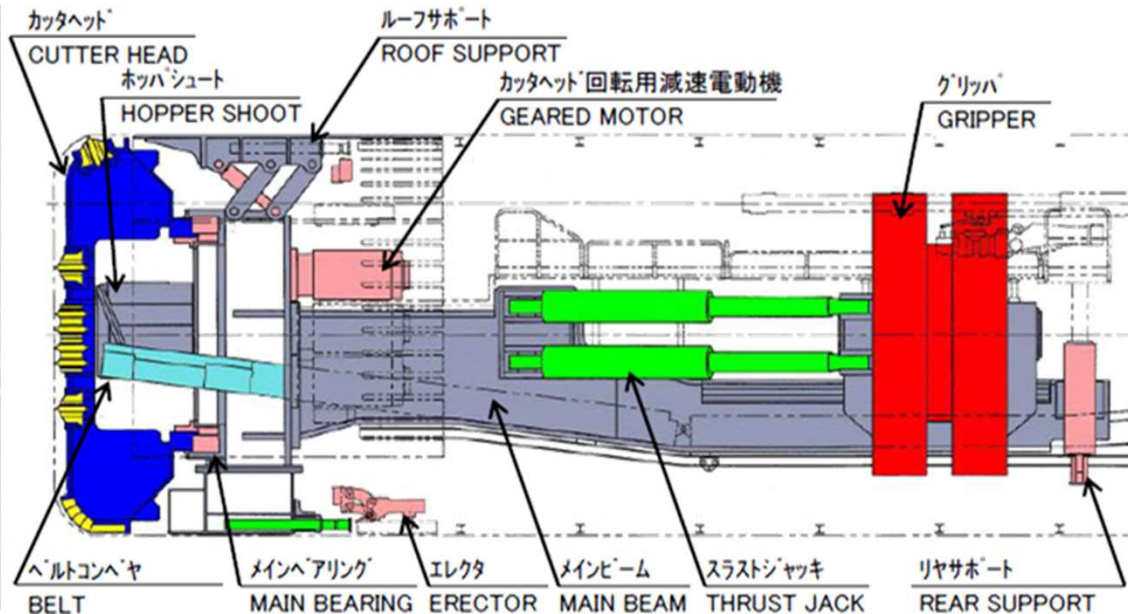 カッタヘッド
CUTTER HEAD
ホッパシュート
HOPPER SHOOT
ルーフサポート
ROOF SUPPORT
カッタヘッド回転用減速電動機
GEARED MOTOR
グリッパ
GRIPPER
ベルトコンベヤ
BELT
メインベアリング
MAIN BEARING
エレクタ
ERECTOR
メインビーム
MAIN BEAM
スラストジャッキ
THRUST JACK
リヤサポート
REAR SUPPORT